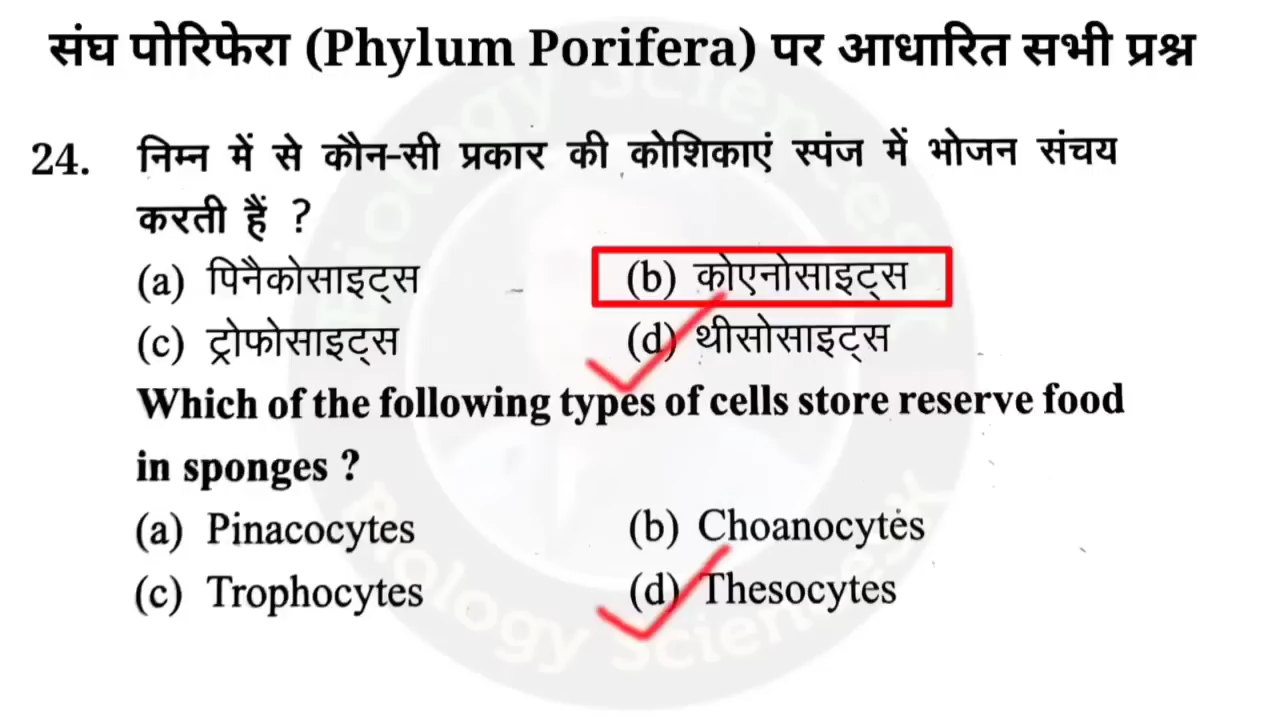 संघ पोरिफेरा (Phylum Porifera) पर आधारित सभी प्रश्न
24. निम्न में से कौन-सी प्रकार की कोशिकाएं स्पंज में भोजन संचय
करती हैं ?
(a) पिनैकोसाइट्स (b) कोएनोसाइट्स
(c) ट्रोफोसाइट्स (d) थीसोसाइट्स
Which of the following types of cells store reserve food
in sponges ?
(a) Pinacocytes (b) Choanocytes
(c) Trophocytes (d) Thesocytes